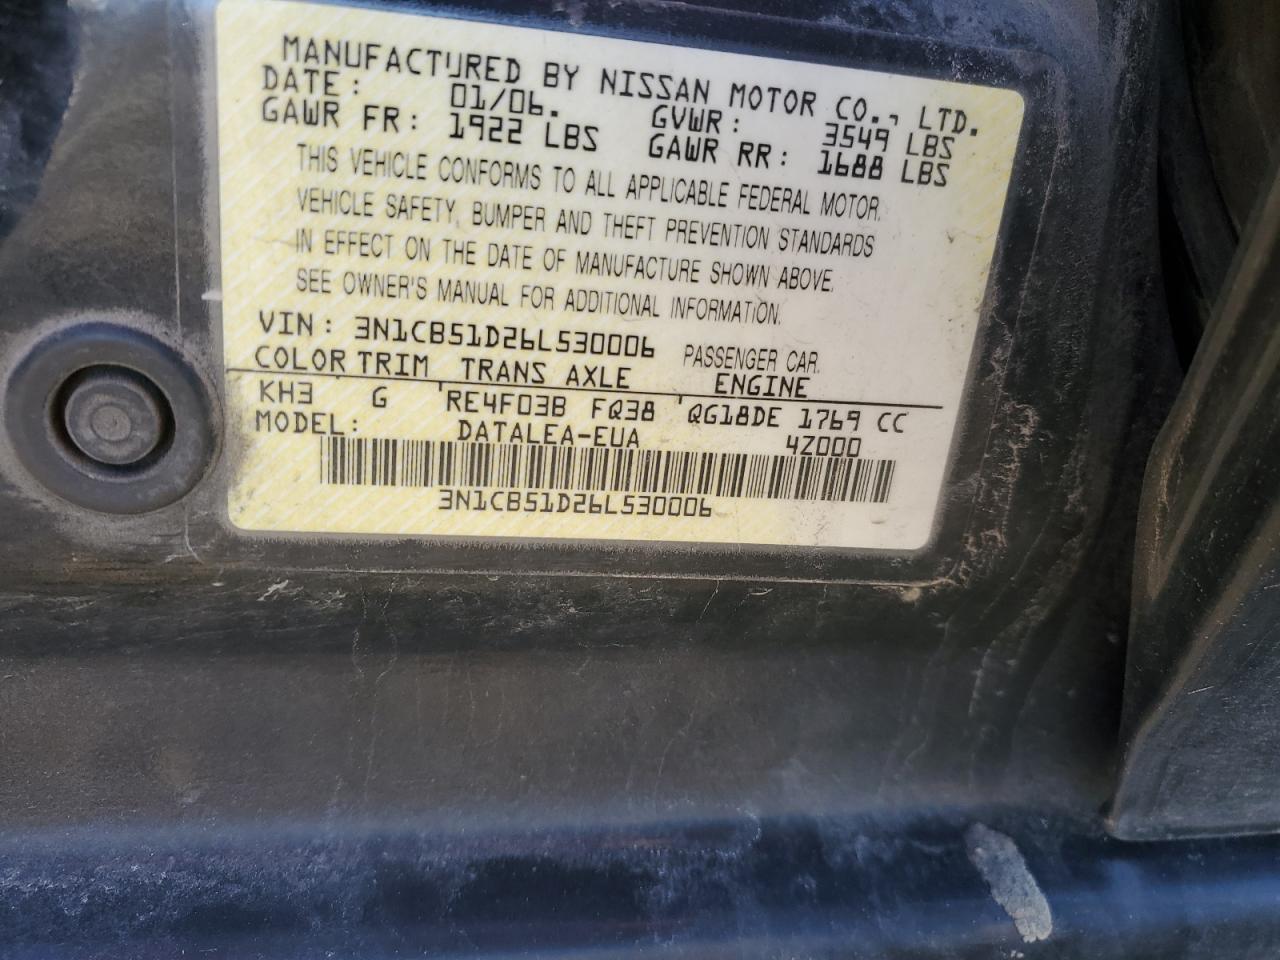 MANUFACTURED BY NISSAN MOTOR CO., LTD.
DATE: 01/06. GVWR: 3549 LBS
GAWR FR: 1922 LBS GAWR RR: 1688 LBS
THIS VEHICLE CONFORMS TO ALL APPLICABLE FEDERAL MOTOR.
VEHICLE SAFETY, BUMPER AND THEFT PREVENTION STANDARDS
IN EFFECT ON THE DATE OF MANUFACTURE SHOWN ABOVE.
SEE OWNER'S MANUAL FOR ADDITIONAL INFORMATION.
VIN: 3N1CB51D26L530006 PASSENGER CAR.
COLOR TRIM TRANS AXLE ENGINE
KH3 G RE4F03B FQ38 QG18DE 1769 CC
MODEL: DATALEA-EUA 4Z000
3N1CB51D26L530006